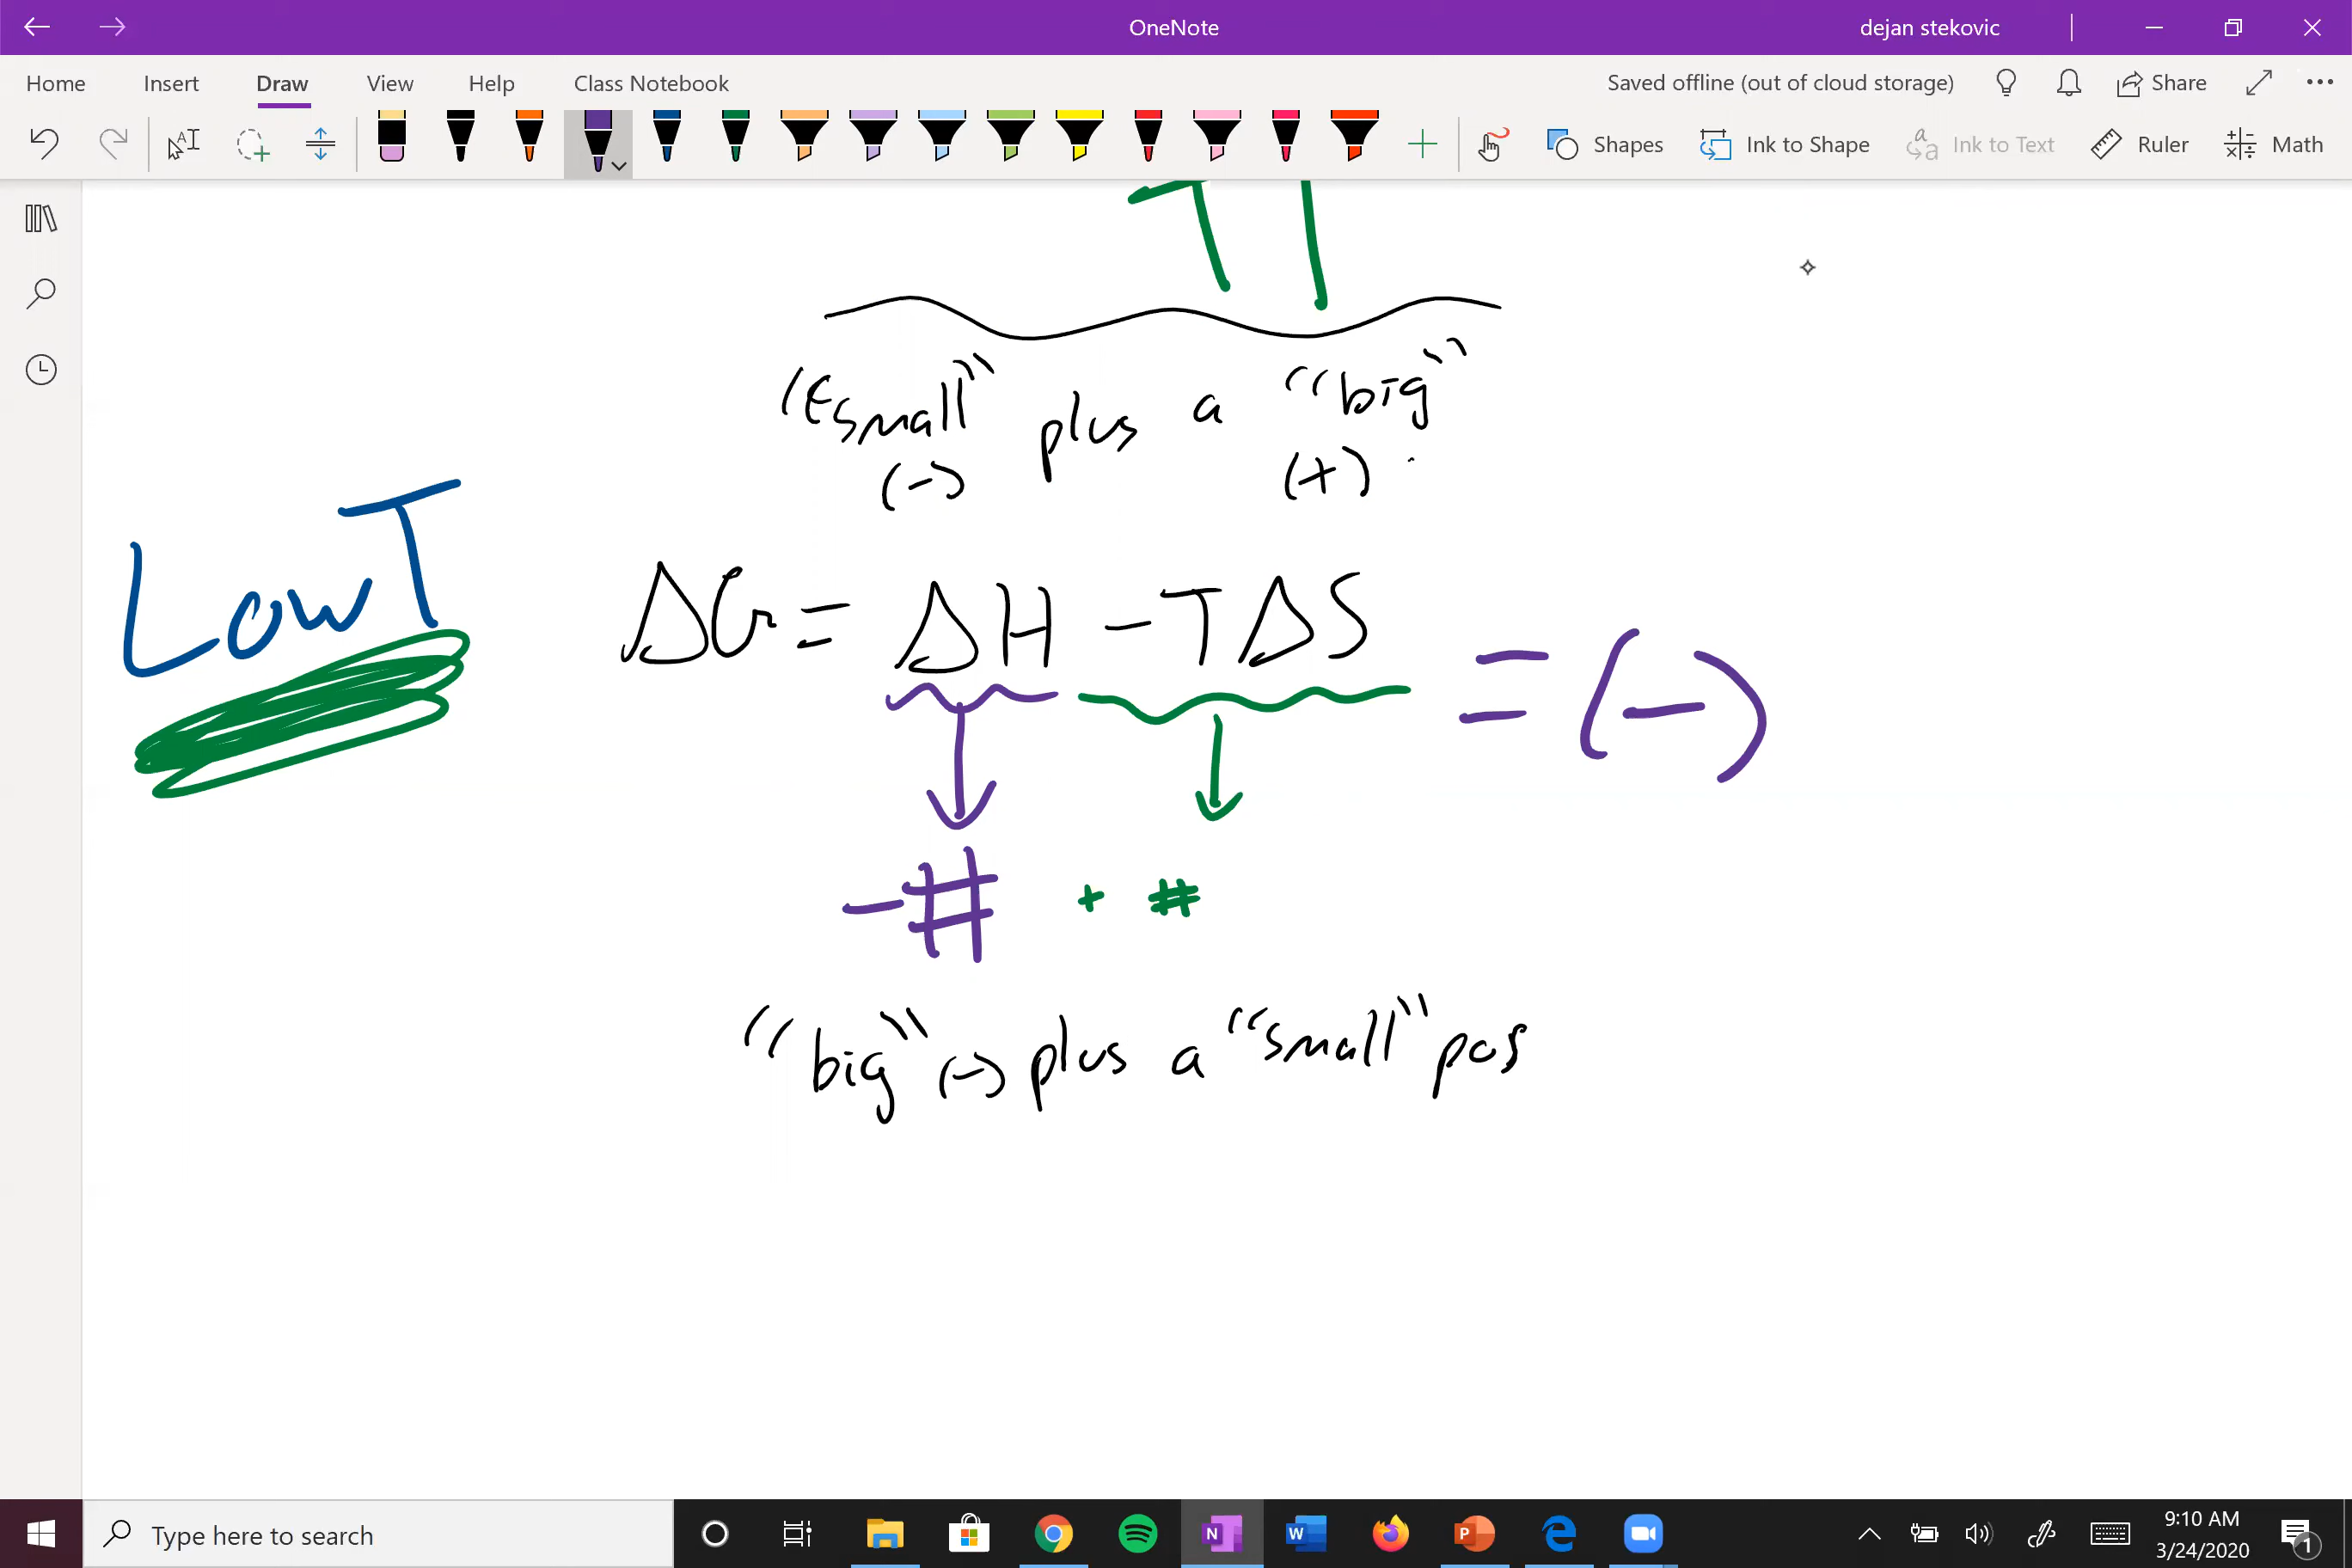 OneNote
dejan stekovic
Home Insert Draw View Help Class Notebook
Saved offline (out of cloud storage) Share
Shapes Ink to Shape Ink to Text Ruler Math
"small" plus a "big"
(-) (+)
Low T
ΔG = ΔH - TΔS = (-)
-# + #
"big" (-) plus a "small" pos
Type here to search
9:10 AM
3/24/2020
1